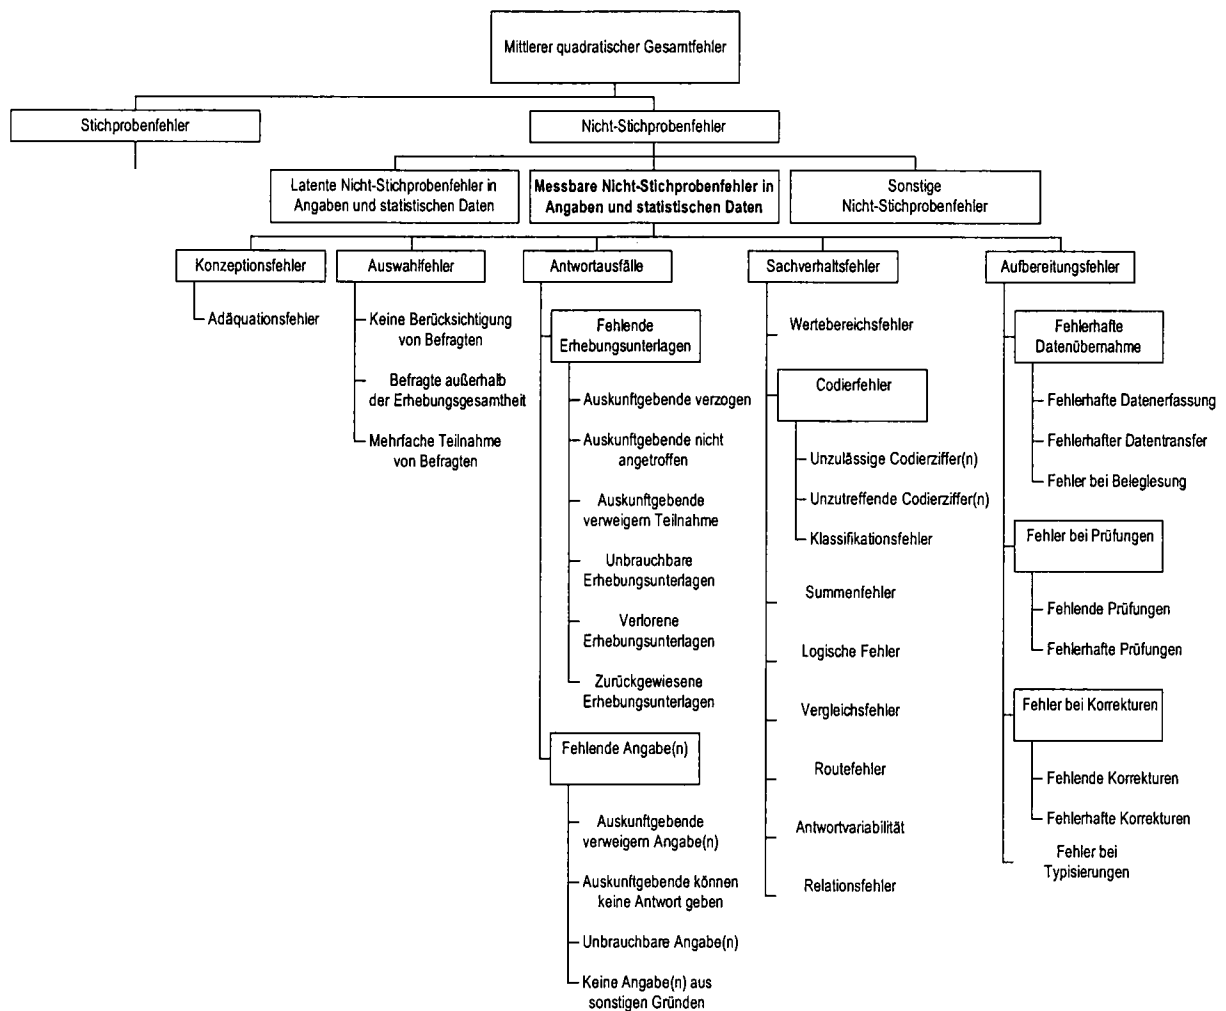 Mittlerer quadratischer Gesamtfehler
Stichprobenfehler
Nicht-Stichprobenfehler
Latente Nicht-Stichprobenfehler in
Angaben und statistischen Daten
Messbare Nicht-Stichprobenfehler in
Angaben und statistischen Daten
Sonstige
Nicht-Stichprobenfehler
Konzeptionsfehler
Adäquationsfehler
Auswahlfehler
Keine Berücksichtigung
von Befragten
Befragte außerhalb
der Erhebungsgesamtheit
Mehrfache Teilnahme
von Befragten
Antwortausfälle
Fehlende
Erhebungsunterlagen
Auskunftgebende verzogen
Auskunftgebende nicht
angetroffen
Auskunftgebende
verweigern Teilnahme
Unbrauchbare
Erhebungsunterlagen
Verlorene
Erhebungsunterlagen
Zurückgewiesene
Erhebungsunterlagen
Fehlende Angabe(n)
Auskunftgebende
verweigern Angabe(n)
Auskunftgebende können
keine Antwort geben
Unbrauchbare Angabe(n)
Keine Angabe(n) aus
sonstigen Gründen
Sachverhaltsfehler
Wertebereichsfehler
Codierfehler
Unzulässige Codierziffer(n)
Unzutreffende Codierziffer(n)
Klassifikationsfehler
Summenfehler
Logische Fehler
Vergleichsfehler
Routefehler
Antwortvariabilität
Relationsfehler
Aufbereitungsfehler
Fehlerhafte
Datenübernahme
Fehlerhafte Datenerfassung
Fehlerhafter Datentransfer
Fehler bei Beleglesung
Fehler bei Prüfungen
Fehlende Prüfungen
Fehlerhafte Prüfungen
Fehler bei Korrekturen
Fehlende Korrekturen
Fehlerhafte Korrekturen
Fehler bei
Typisierungen